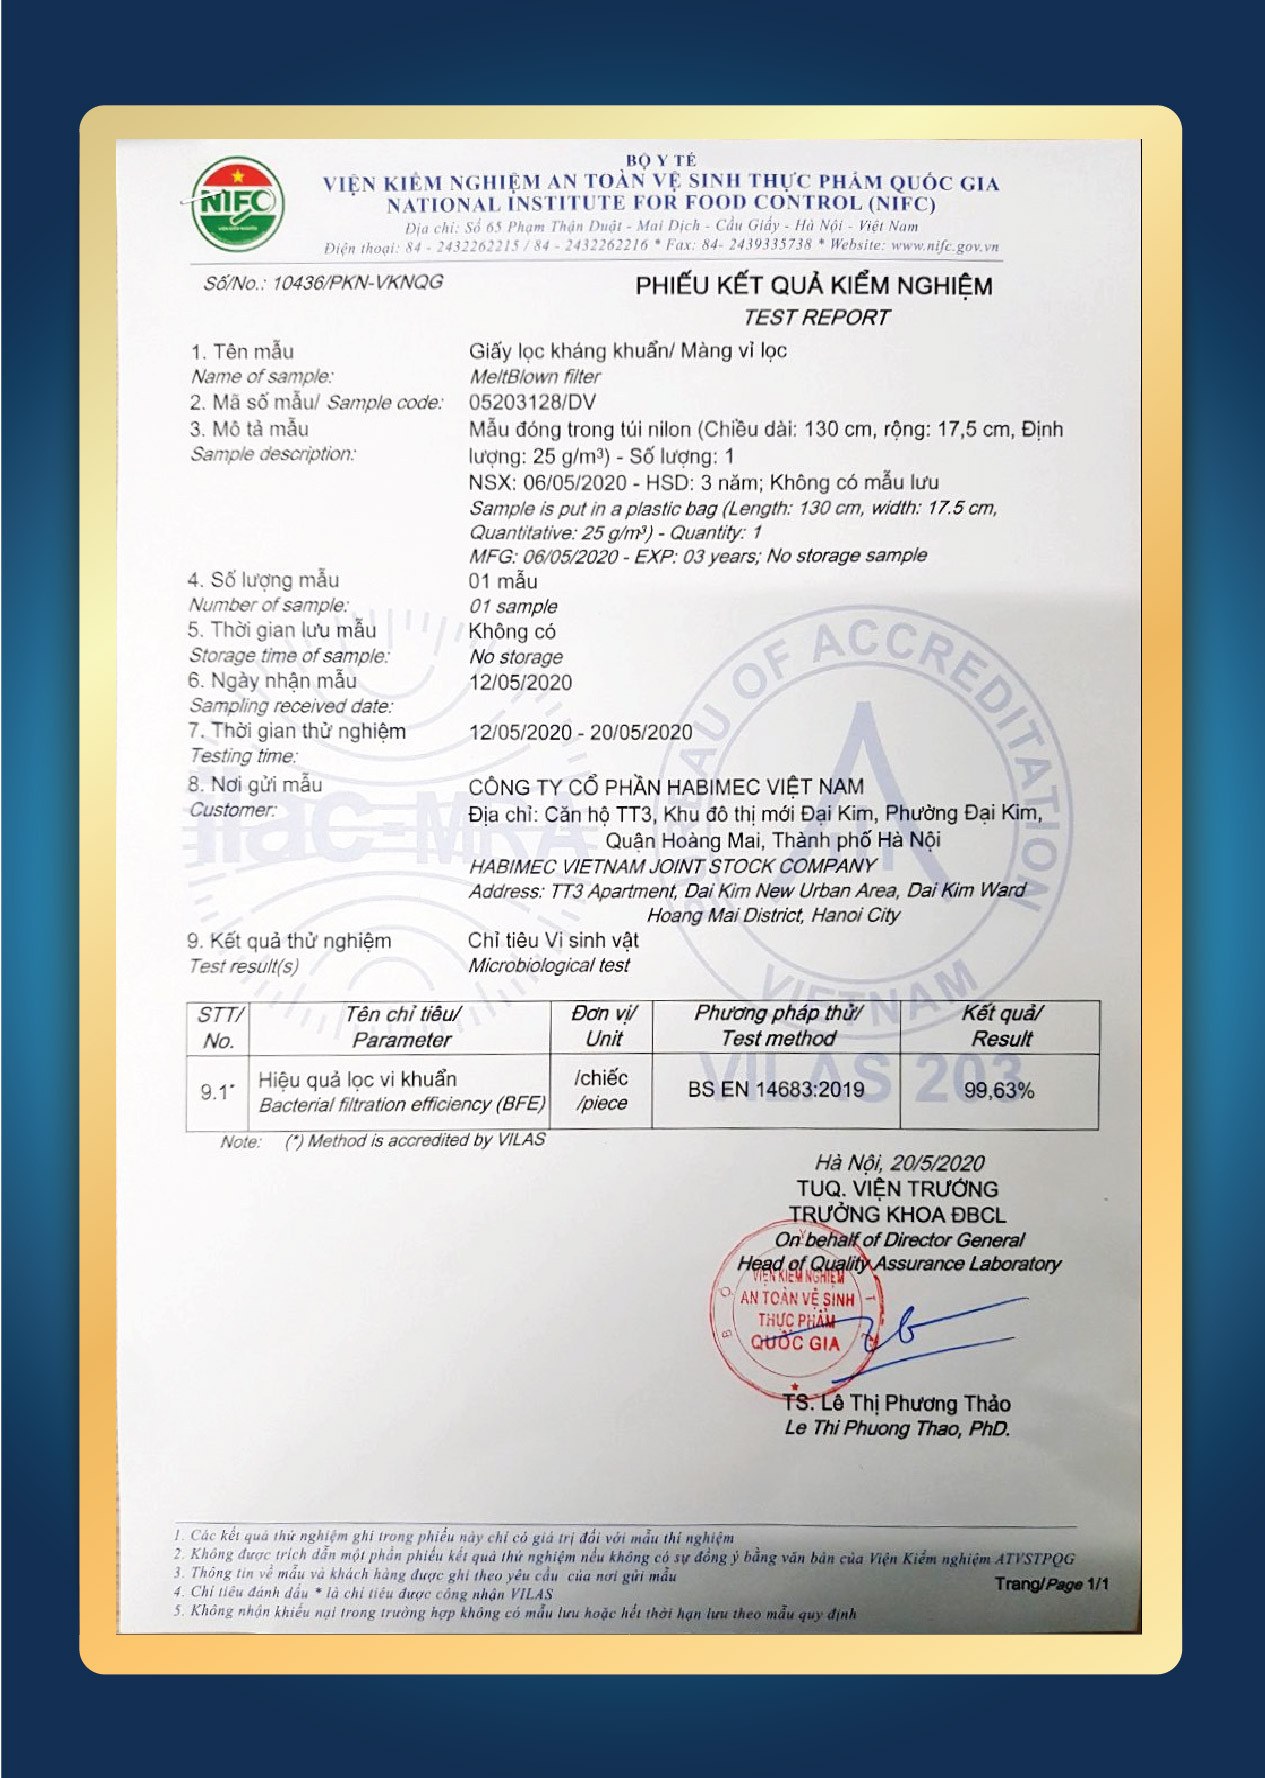 NIFC
BỘ Y TẾ
VIỆN KIỂM NGHIỆM AN TOÀN VỆ SINH THỰC PHẨM QUỐC GIA
NATIONAL INSTITUTE FOR FOOD CONTROL (NIFC)
Địa chỉ: Số 65 Phạm Thận Duật - Mai Dịch - Cầu Giấy - Hà Nội - Việt Nam
Điện thoại: 84 - 2432262215 / 84 - 2432262216 * Fax: 84- 2439335738 * Website: www.nifc.gov.vn
Số/No.: 10436/PKN-VKNQG
PHIẾU KẾT QUẢ KIỂM NGHIỆM
TEST REPORT
1. Tên mẫu Giấy lọc kháng khuẩn/ Màng vi lọc
Name of sample: MeltBlown filter
2. Mã số mẫu/ Sample code: 05203128/DV
3. Mô tả mẫu Mẫu đóng trong túi nilon (Chiều dài: 130 cm, rộng: 17,5 cm, Định
Sample description: lượng: 25 g/m³) - Số lượng: 1
NSX: 06/05/2020 - HSD: 3 năm; Không có mẫu lưu
Sample is put in a plastic bag (Length: 130 cm, width: 17.5 cm,
Quantitative: 25 g/m³) - Quantity: 1
MFG: 06/05/2020 - EXP: 03 years; No storage sample
4. Số lượng mẫu 01 mẫu
Number of sample: 01 sample
5. Thời gian lưu mẫu Không có
Storage time of sample: No storage
6. Ngày nhận mẫu 12/05/2020
Sampling received date:
7. Thời gian thử nghiệm 12/05/2020 - 20/05/2020
Testing time:
8. Nơi gửi mẫu CÔNG TY CỔ PHẦN HABIMEC VIỆT NAM
Customer: Địa chỉ: Căn hộ TT3, Khu đô thị mới Đại Kim, Phường Đại Kim,
Quận Hoàng Mai, Thành phố Hà Nội
HABIMEC VIETNAM JOINT STOCK COMPANY
Address: TT3 Apartment, Dai Kim New Urban Area, Dai Kim Ward
Hoang Mai District, Hanoi City
9. Kết quả thử nghiệm Chỉ tiêu Vi sinh vật
Test result(s) Microbiological test
ilac-MRA
BUREAU OF ACCREDITATION
VIETNAM
VILAS 203
STT/ Tên chỉ tiêu/ Đơn vị/ Phương pháp thử/ Kết quả/
No. Parameter Unit Test method Result
9.1* Hiệu quả lọc vi khuẩn /chiếc BS EN 14683:2019 99,63%
Bacterial filtration efficiency (BFE) /piece
Note: (*) Method is accredited by VILAS
Hà Nội, 20/5/2020
TUQ. VIỆN TRƯỞNG
TRƯỞNG KHOA ĐBCL
On behalf of Director General
Head of Quality Assurance Laboratory
VIỆN KIỂM NGHIỆM
AN TOÀN VỆ SINH
THỰC PHẨM
QUỐC GIA
TS. Lê Thị Phương Thảo
Le Thi Phuong Thao, PhD.
1. Các kết quả thử nghiệm ghi trong phiếu này chỉ có giá trị đối với mẫu thí nghiệm
2. Không được trích dẫn một phần phiếu kết quả thử nghiệm nếu không có sự đồng ý bằng văn bản của Viện Kiểm nghiệm ATVSTPQG
3. Thông tin về mẫu và khách hàng được ghi theo yêu cầu của nơi gửi mẫu
4. Chỉ tiêu đánh dấu * là chỉ tiêu được công nhận VILAS
5. Không nhận khiếu nại trong trường hợp không có mẫu lưu hoặc hết thời hạn lưu theo mẫu quy định
Trang/Page 1/1